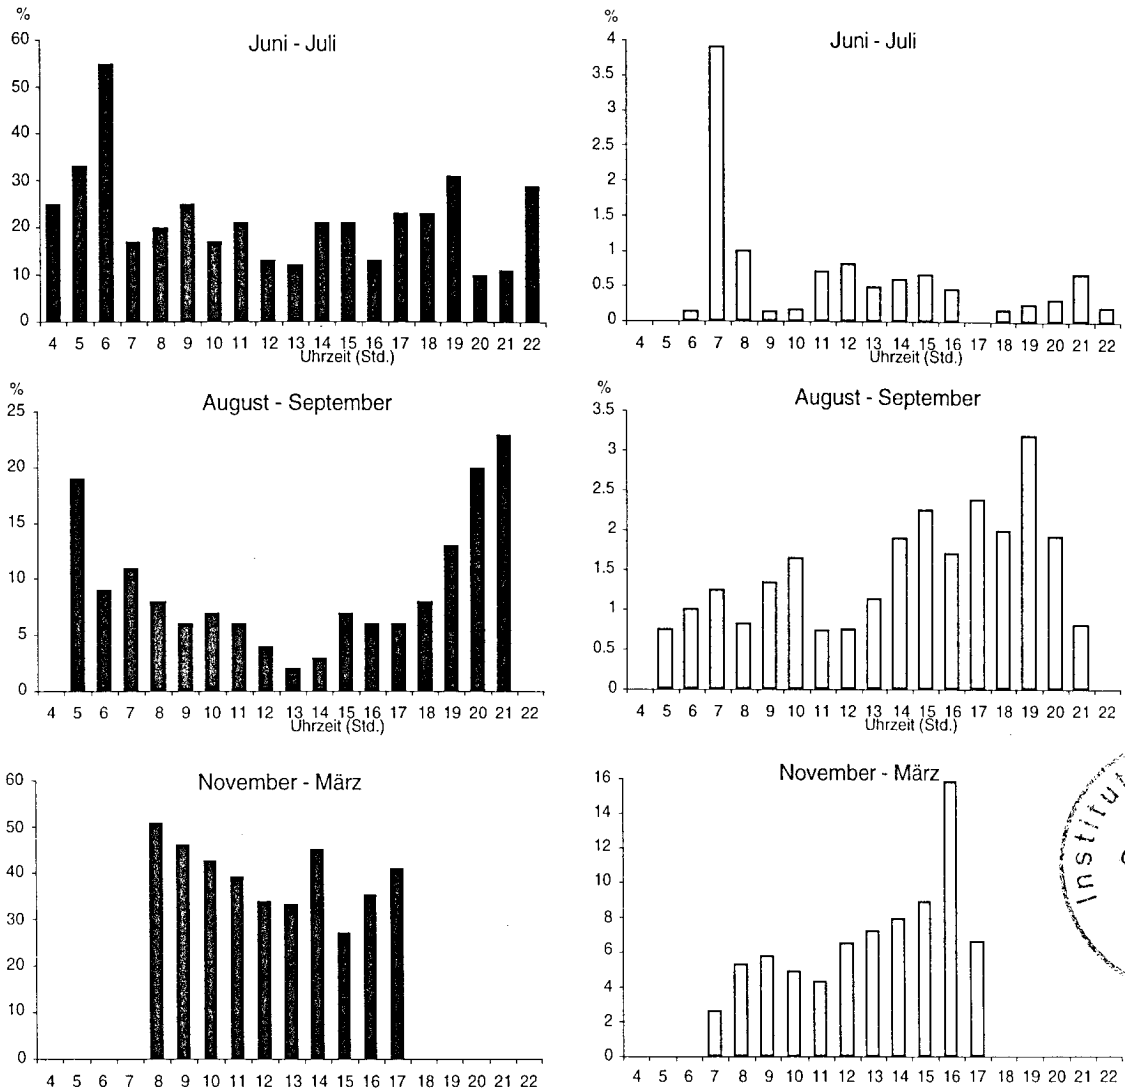 %
Juni - Juli
60
50
40
30
20
10
0
4 5 6 7 8 9 10 11 12 13 14 15 16 17 18 19 20 21 22
Uhrzeit (Std.)
%
Juni - Juli
4
3.5
3
2.5
2
1.5
1
0.5
0
4 5 6 7 8 9 10 11 12 13 14 15 16 17 18 19 20 21 22
Uhrzeit (Std.)
%
August - September
25
20
15
10
5
0
4 5 6 7 8 9 10 11 12 13 14 15 16 17 18 19 20 21 22
Uhrzeit (Std.)
%
August - September
3.5
3
2.5
2
1.5
1
0.5
0
4 5 6 7 8 9 10 11 12 13 14 15 16 17 18 19 20 21 22
Uhrzeit (Std.)
November - März
60
50
40
30
20
10
0
4 5 6 7 8 9 10 11 12 13 14 15 16 17 18 19 20 21 22
November - März
16
14
12
10
8
6
4
2
0
4 5 6 7 8 9 10 11 12 13 14 15 16 17 18 19 20 21 22
Institut